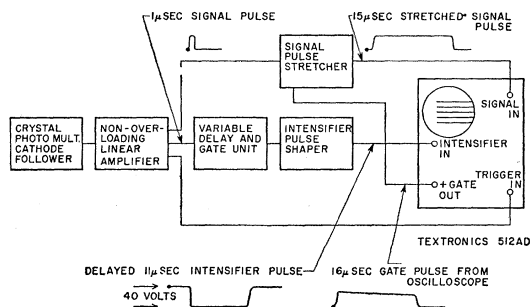 1μSEC SIGNAL PULSE
15μSEC STRETCHED* SIGNAL
PULSE
SIGNAL
PULSE
STRETCHER
SIGNAL
IN
CRYSTAL
PHOTO MULT.
CATHODE
FOLLOWER
NON-OVER-
LOADING
LINEAR
AMPLIFIER
VARIABLE
DELAY AND
GATE UNIT
INTENSIFIER
PULSE
SHAPER
INTENSIFIER
IN
TRIGGER
IN
+ GATE
OUT
TEXTRONICS 512AD
DELAYED 11μSEC INTENSIFIER PULSE
16μSEC GATE PULSE FROM
OSCILLOSCOPE
40 VOLTS